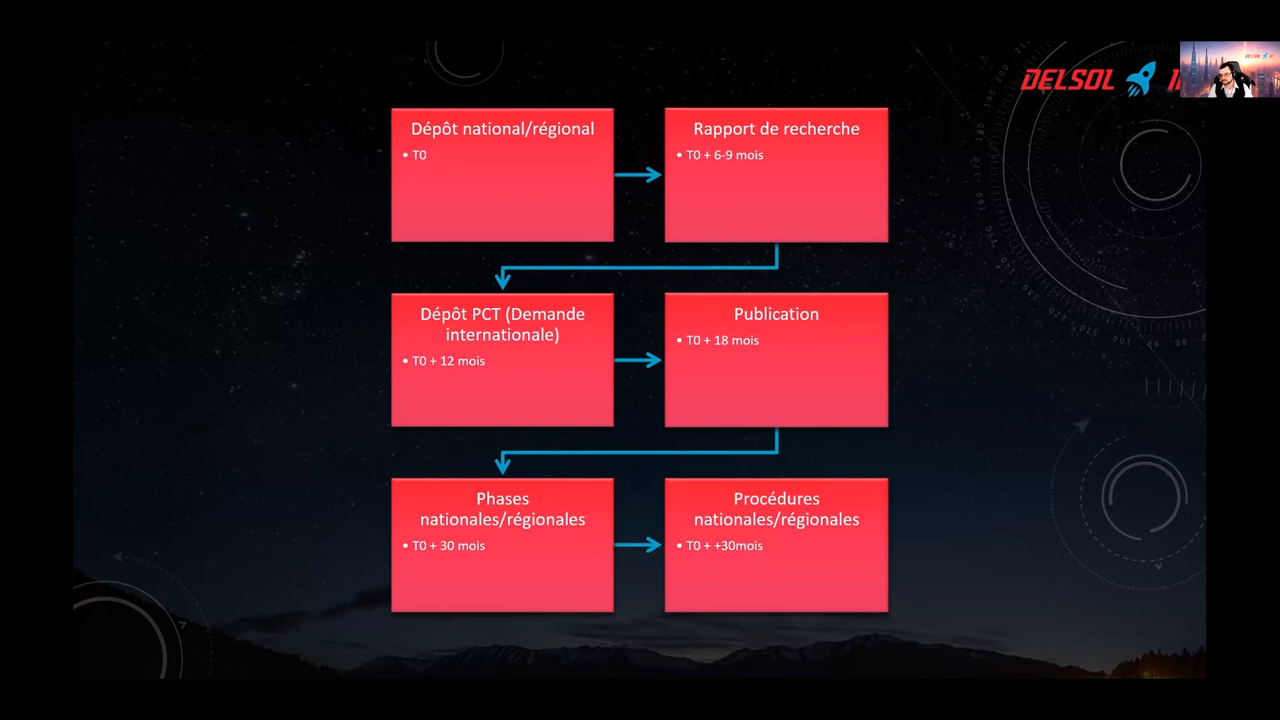 DELSOL
Dépôt national/régional
• T0
Rapport de recherche
• T0 + 6-9 mois
Dépôt PCT (Demande
internationale)
• T0 + 12 mois
Publication
• T0 + 18 mois
Phases
nationales/régionales
• T0 + 30 mois
Procédures
nationales/régionales
• T0 + +30mois